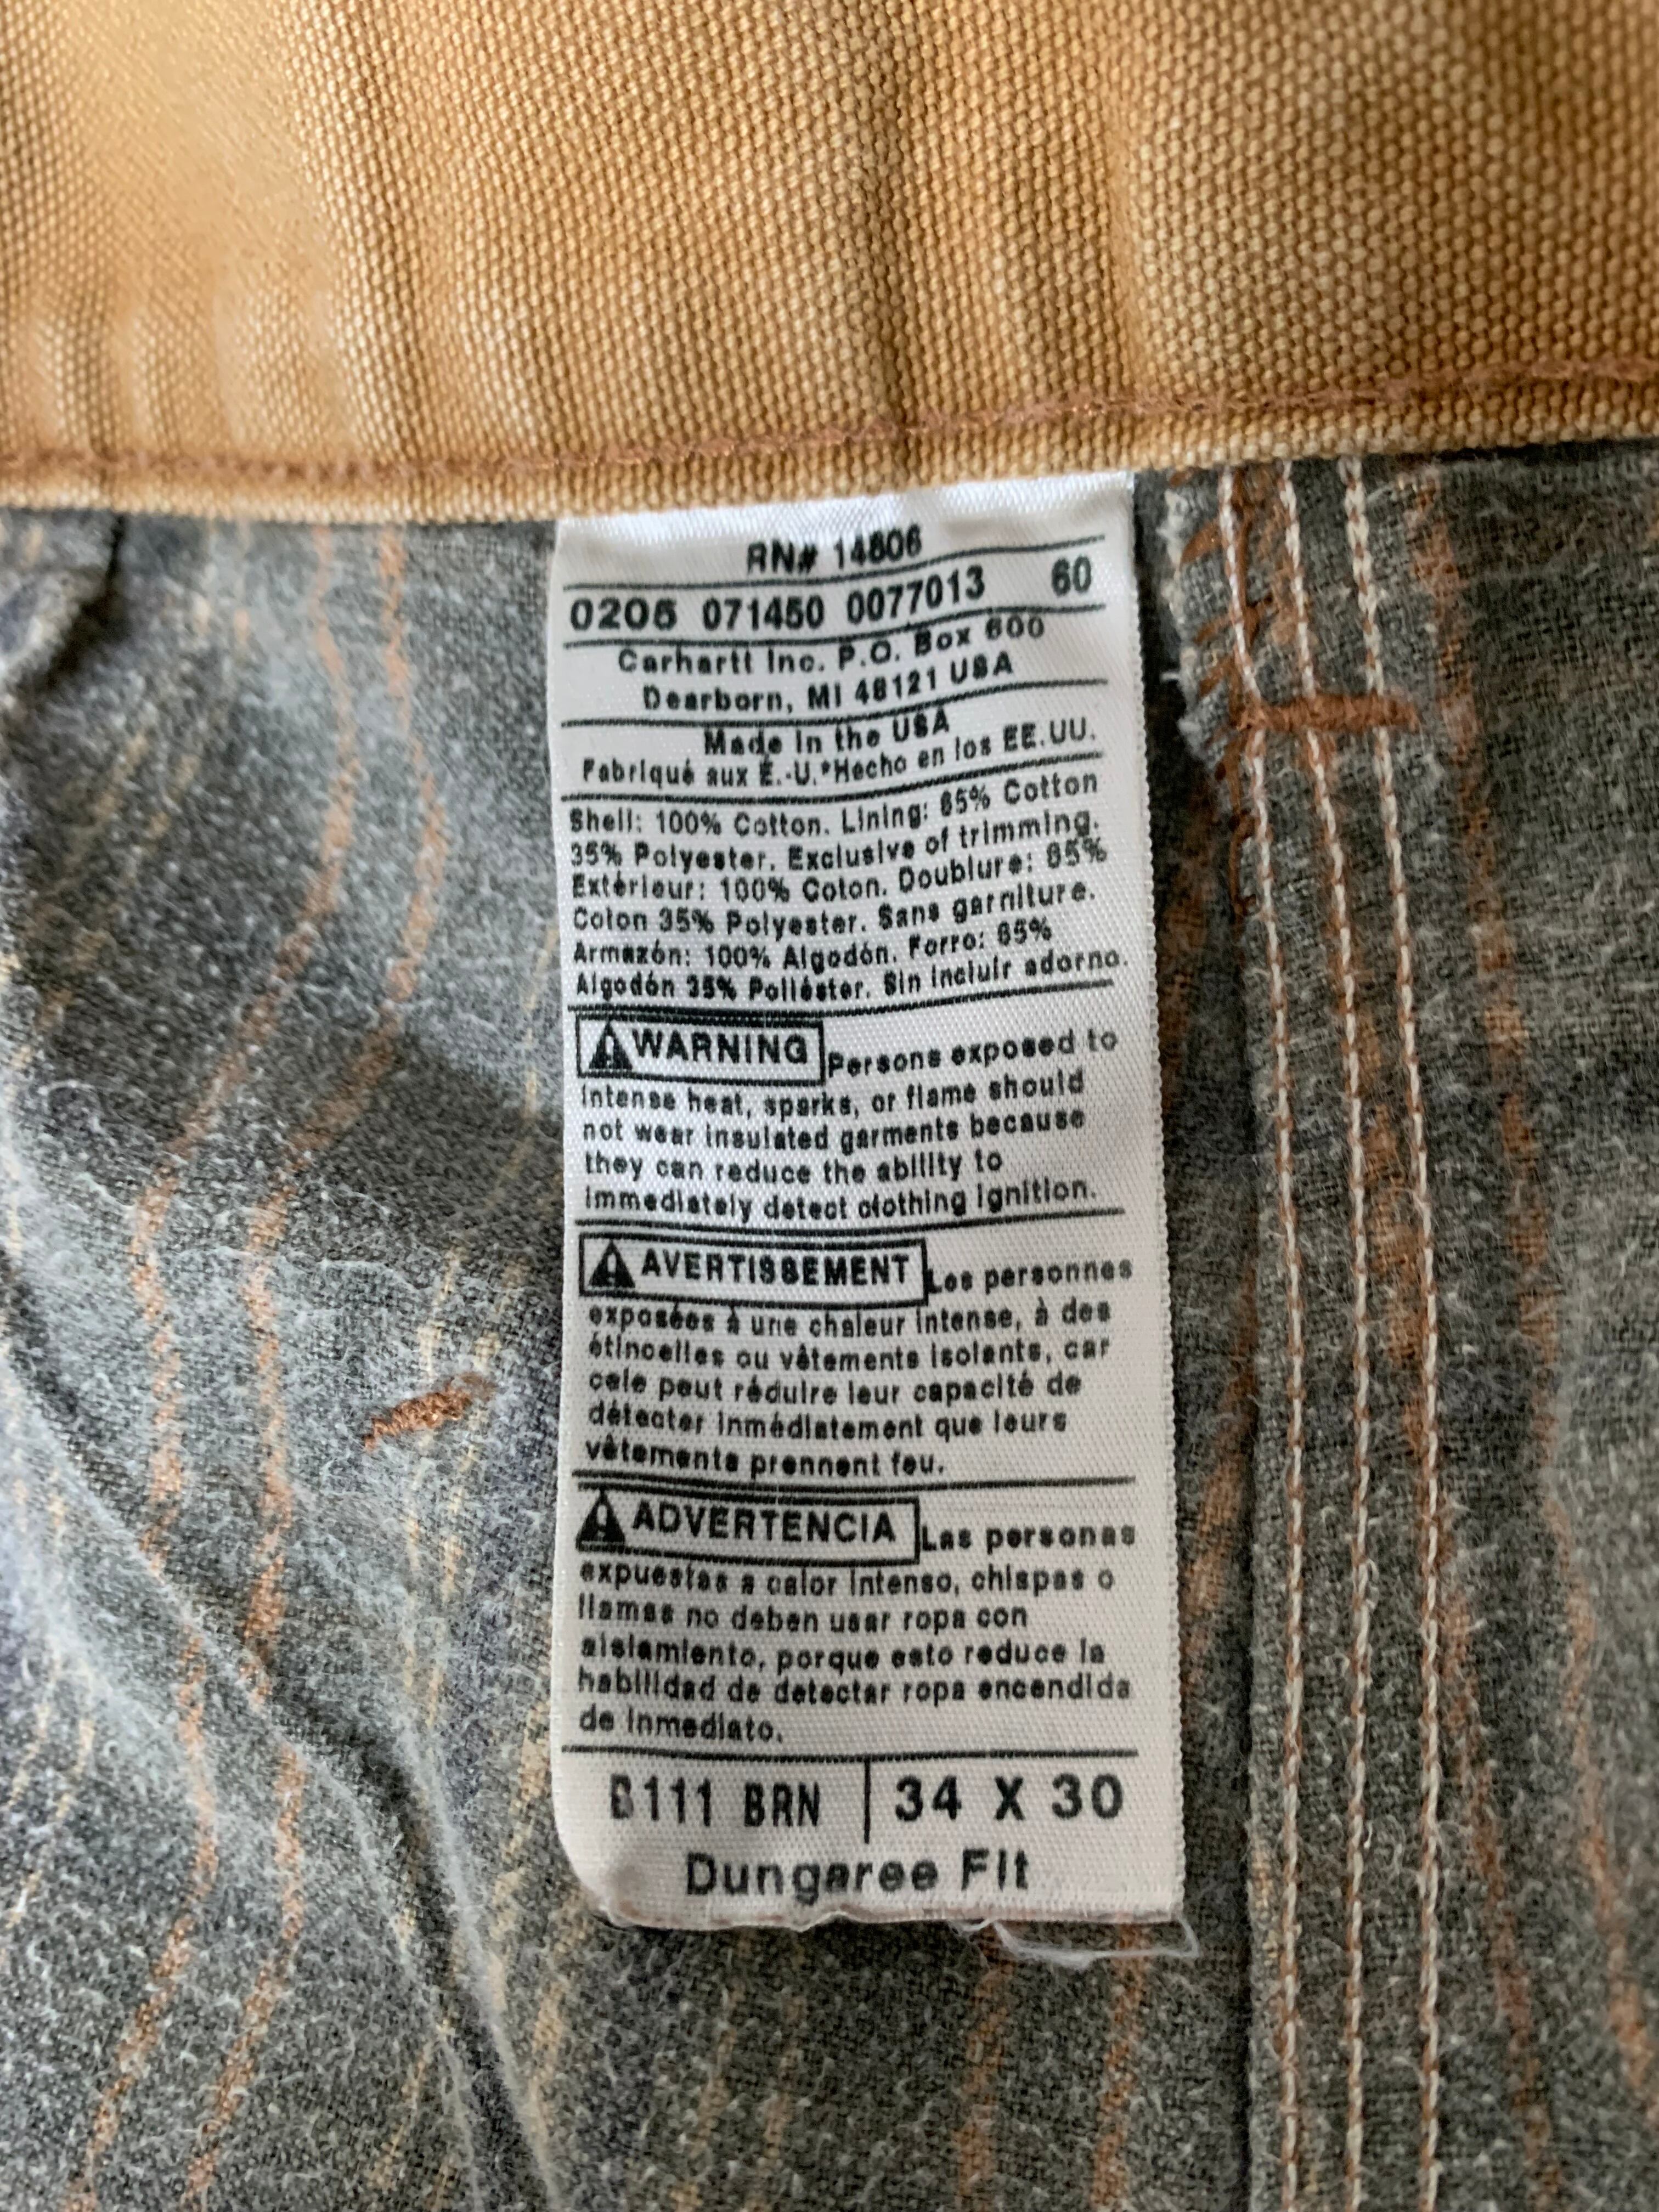 RN# 14806
0205 071450 0077013 60
Carhartt Inc. P.O. Box 600
Dearborn, MI 48121 USA
Made in the USA
Fabriqué aux É.-U.*Hecho en los EE.UU.
Shell: 100% Cotton. Lining: 65% Cotton
35% Polyester. Exclusive of trimming.
Extérieur: 100% Coton. Doublure: 65%
Coton 35% Polyester. Sans garniture.
Armazón: 100% Algodón. Forro: 65%
Algodón 35% Poliéster. Sin incluir adorno.
WARNING Persons exposed to
intense heat, sparks, or flame should
not wear insulated garments because
they can reduce the ability to
immediately detect clothing ignition.
AVERTISSEMENT Les personnes
exposées à une chaleur intense, à des
étincelles ou vêtements isolants, car
cele peut réduire leur capacité de
détecter inmédiatement que leurs
vêtements prennent feu.
ADVERTENCIA Las personas
expuestas a calor intenso, chispas o
llamas no deben usar ropa con
aislamiento, porque esto reduce la
habilidad de detectar ropa encendida
de inmediato.
B111 BRN 34 X 30
Dungaree Fit